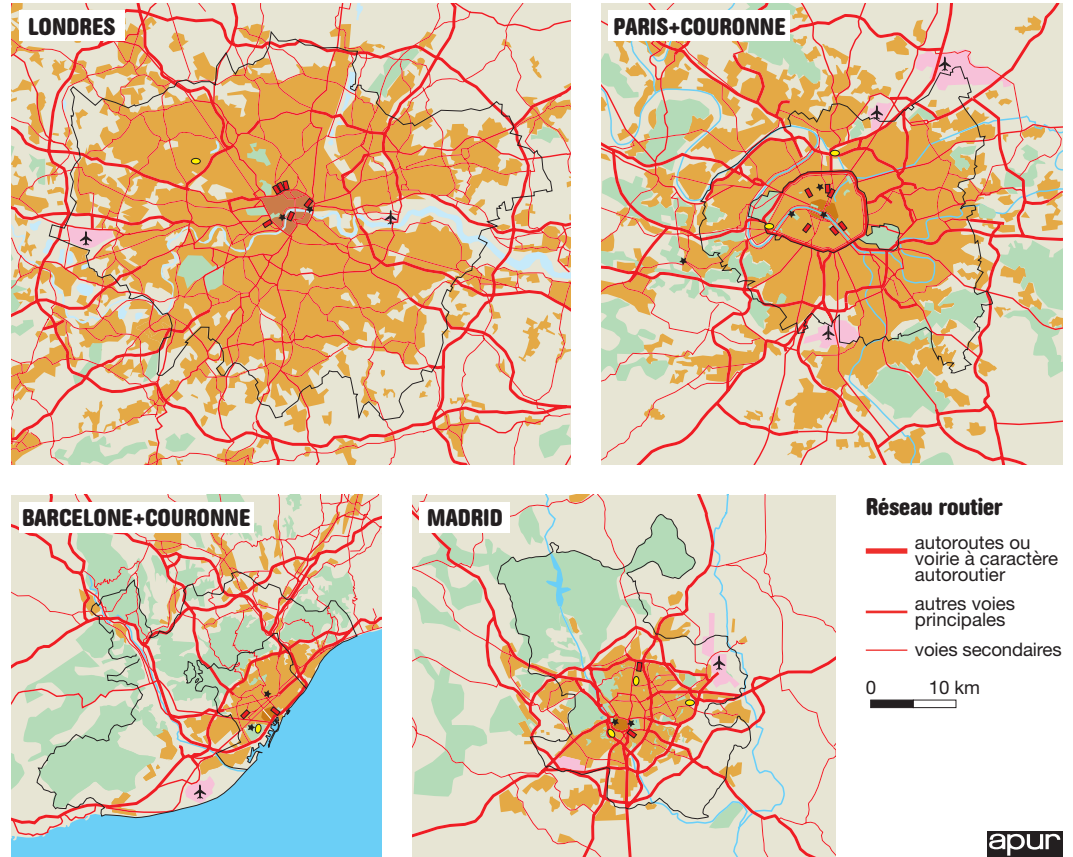 LONDRES
PARIS+COURONNE
BARCELONE+COURONNE
MADRID
Réseau routier
autoroutes ou
voirie à caractère
autoroutier
autres voies
principales
voies secondaires
0 10 km
apur